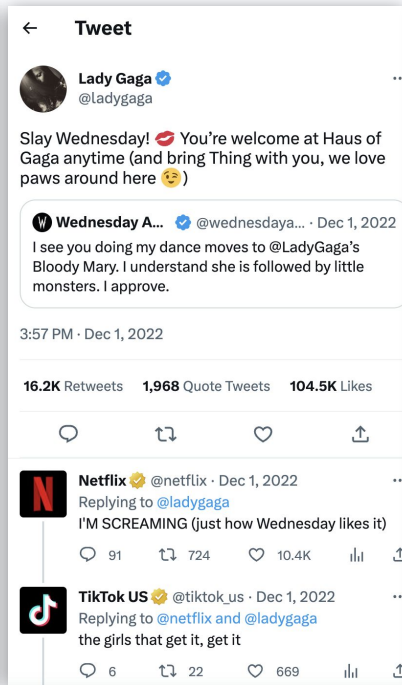 Tweet
Lady Gaga
@ladygaga
Slay Wednesday! 💋 You're welcome at Haus of
Gaga anytime (and bring Thing with you, we love
paws around here 😉)
W Wednesday A... @wednesdaya... · Dec 1, 2022
I see you doing my dance moves to @LadyGaga's
Bloody Mary. I understand she is followed by little
monsters. I approve.
3:57 PM · Dec 1, 2022
16.2K Retweets 1,968 Quote Tweets 104.5K Likes
N Netflix @netflix · Dec 1, 2022
Replying to @ladygaga
I'M SCREAMING (just how Wednesday likes it)
91 724 10.4K
TikTok US @tiktok_us · Dec 1, 2022
Replying to @netflix and @ladygaga
the girls that get it, get it
6 22 669